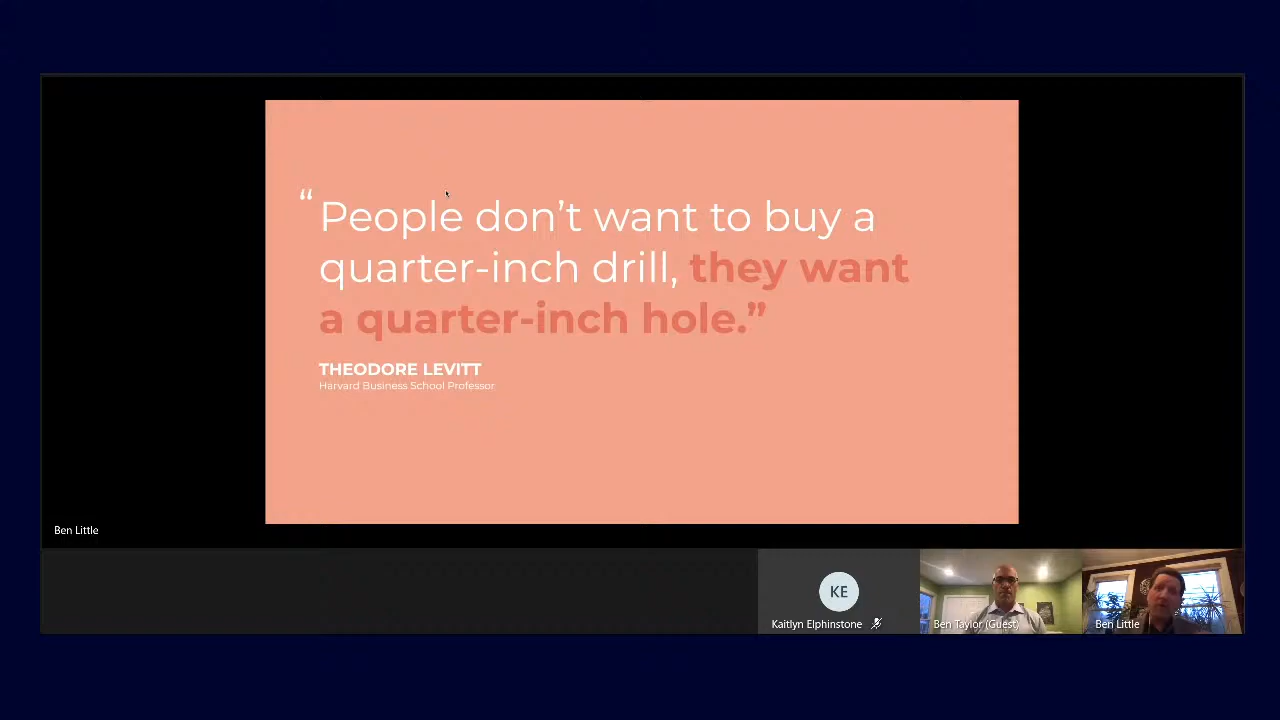 “People don’t want to buy a
quarter-inch drill, they want
a quarter-inch hole.”
THEODORE LEVITT
Harvard Business School Professor
Ben Little
KE
Kaitlyn Elphinstone
Ben Taylor (Guest)
Ben Little